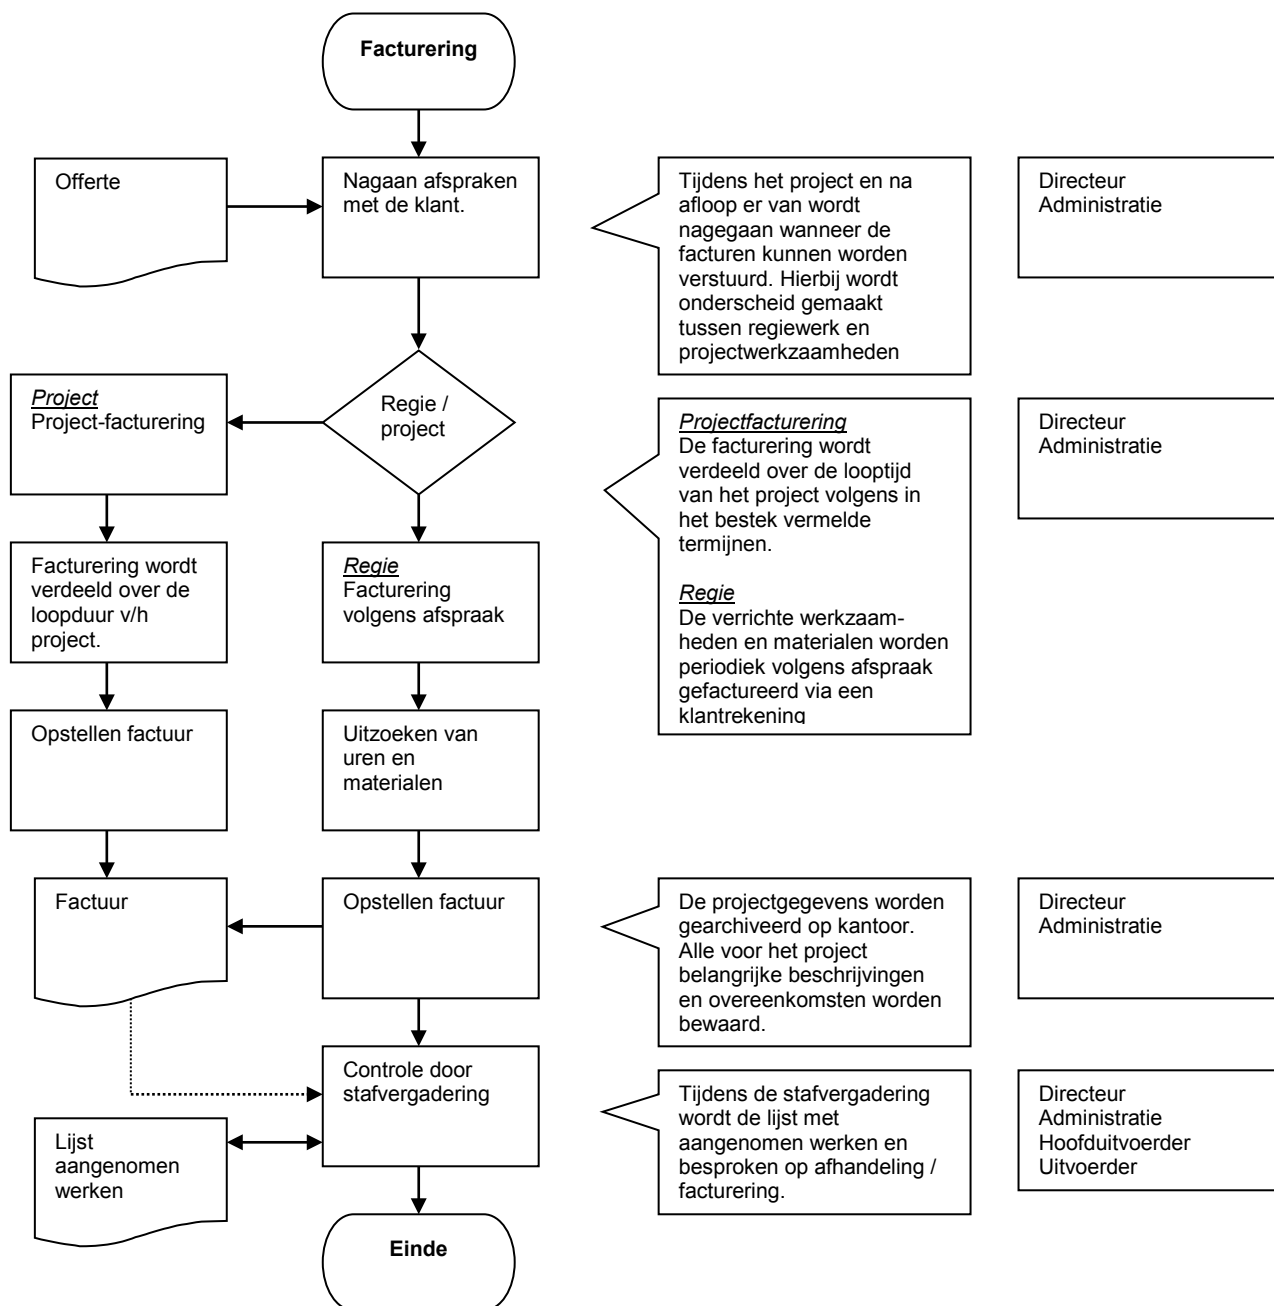 Facturering
Offerte
Nagaan afspraken
met de klant.
Tijdens het project en na
afloop er van wordt
nagegaan wanneer de
facturen kunnen worden
verstuurd. Hierbij wordt
onderscheid gemaakt
tussen regiewerk en
projectwerkzaamheden
Directeur
Administratie
Regie /
project
Project
Project-facturering
Projectfacturering
De facturering wordt
verdeeld over de looptijd
van het project volgens in
het bestek vermelde
termijnen.
Regie
De verrichte werkzaam-
heden en materialen worden
periodiek volgens afspraak
gefactureerd via een
klantrekening
Directeur
Administratie
Facturering wordt
verdeeld over de
loopduur v/h
project.
Regie
Facturering
volgens afspraak
Opstellen factuur
Uitzoeken van
uren en
materialen
Factuur
Opstellen factuur
De projectgegevens worden
gearchiveerd op kantoor.
Alle voor het project
belangrijke beschrijvingen
en overeenkomsten worden
bewaard.
Directeur
Administratie
Controle door
stafvergadering
Tijdens de stafvergadering
wordt de lijst met
aangenomen werken en
besproken op afhandeling /
facturering.
Directeur
Administratie
Hoofduitvoerder
Uitvoerder
Lijst
aangenomen
werken
Einde